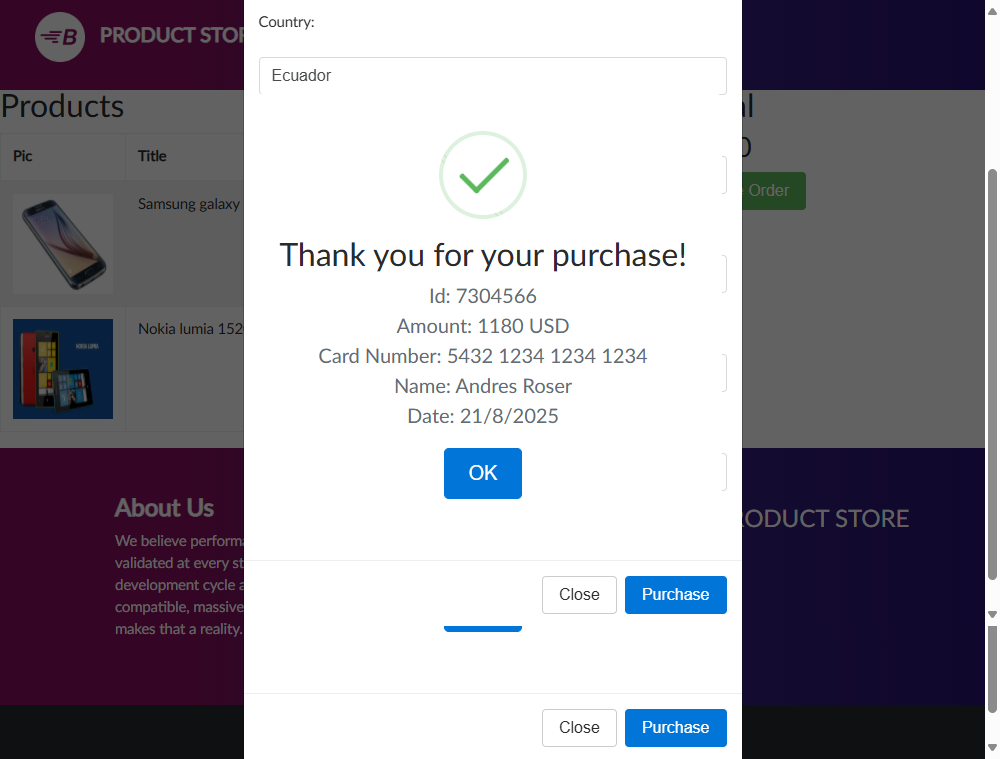 Country:
PRODUCT STOR
Ecuador
Products
Pic Title
Order
Samsung galaxy
Thank you for your purchase!
Id: 7304566
Amount: 1180 USD
Card Number: 5432 1234 1234 1234
Name: Andres Roser
Date: 21/8/2025
Nokia lumia 152
NOKIA LUMIA
OK
About Us
We believe performa
validated at every st
development cycle a
compatible, massive
makes that a reality.
RODUCT STORE
Close Purchase
Close Purchase